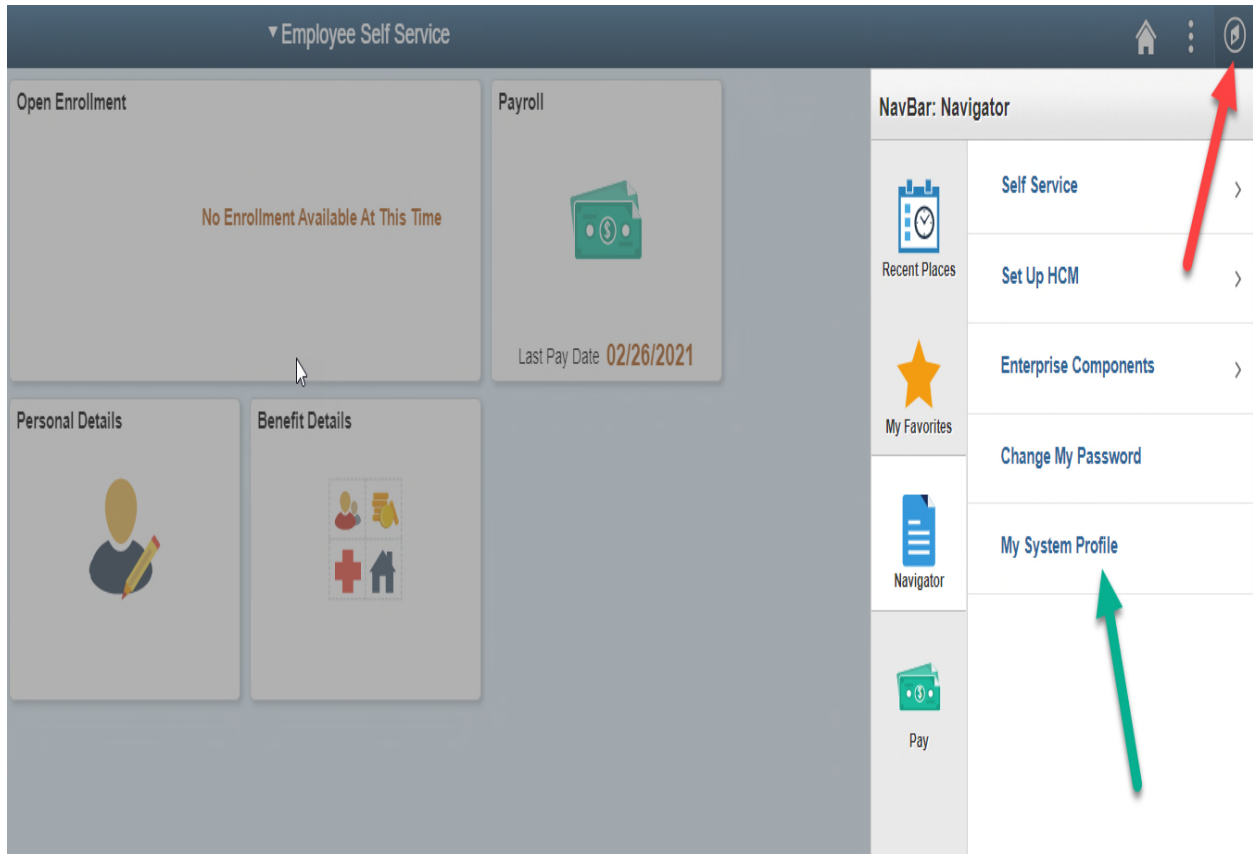 Employee Self Service
Open Enrollment
No Enrollment Available At This Time
Payroll
Last Pay Date 02/26/2021
Personal Details
Benefit Details
NavBar: Navigator
Recent Places
My Favorites
Navigator
Pay
Self Service
Set Up HCM
Enterprise Components
Change My Password
My System Profile